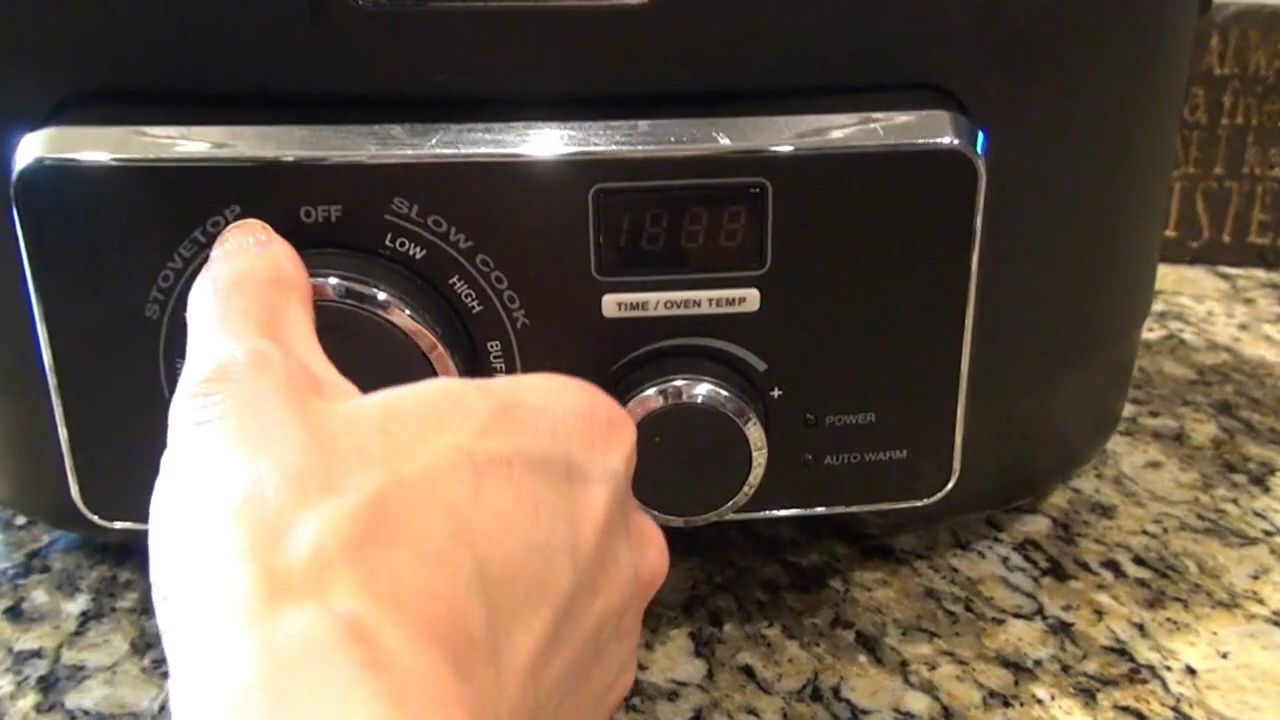 STOVETOP
OFF
SLOW COOK
LOW
HIGH
1888
TIME / OVEN TEMP
+
POWER
AUTO WARM
a